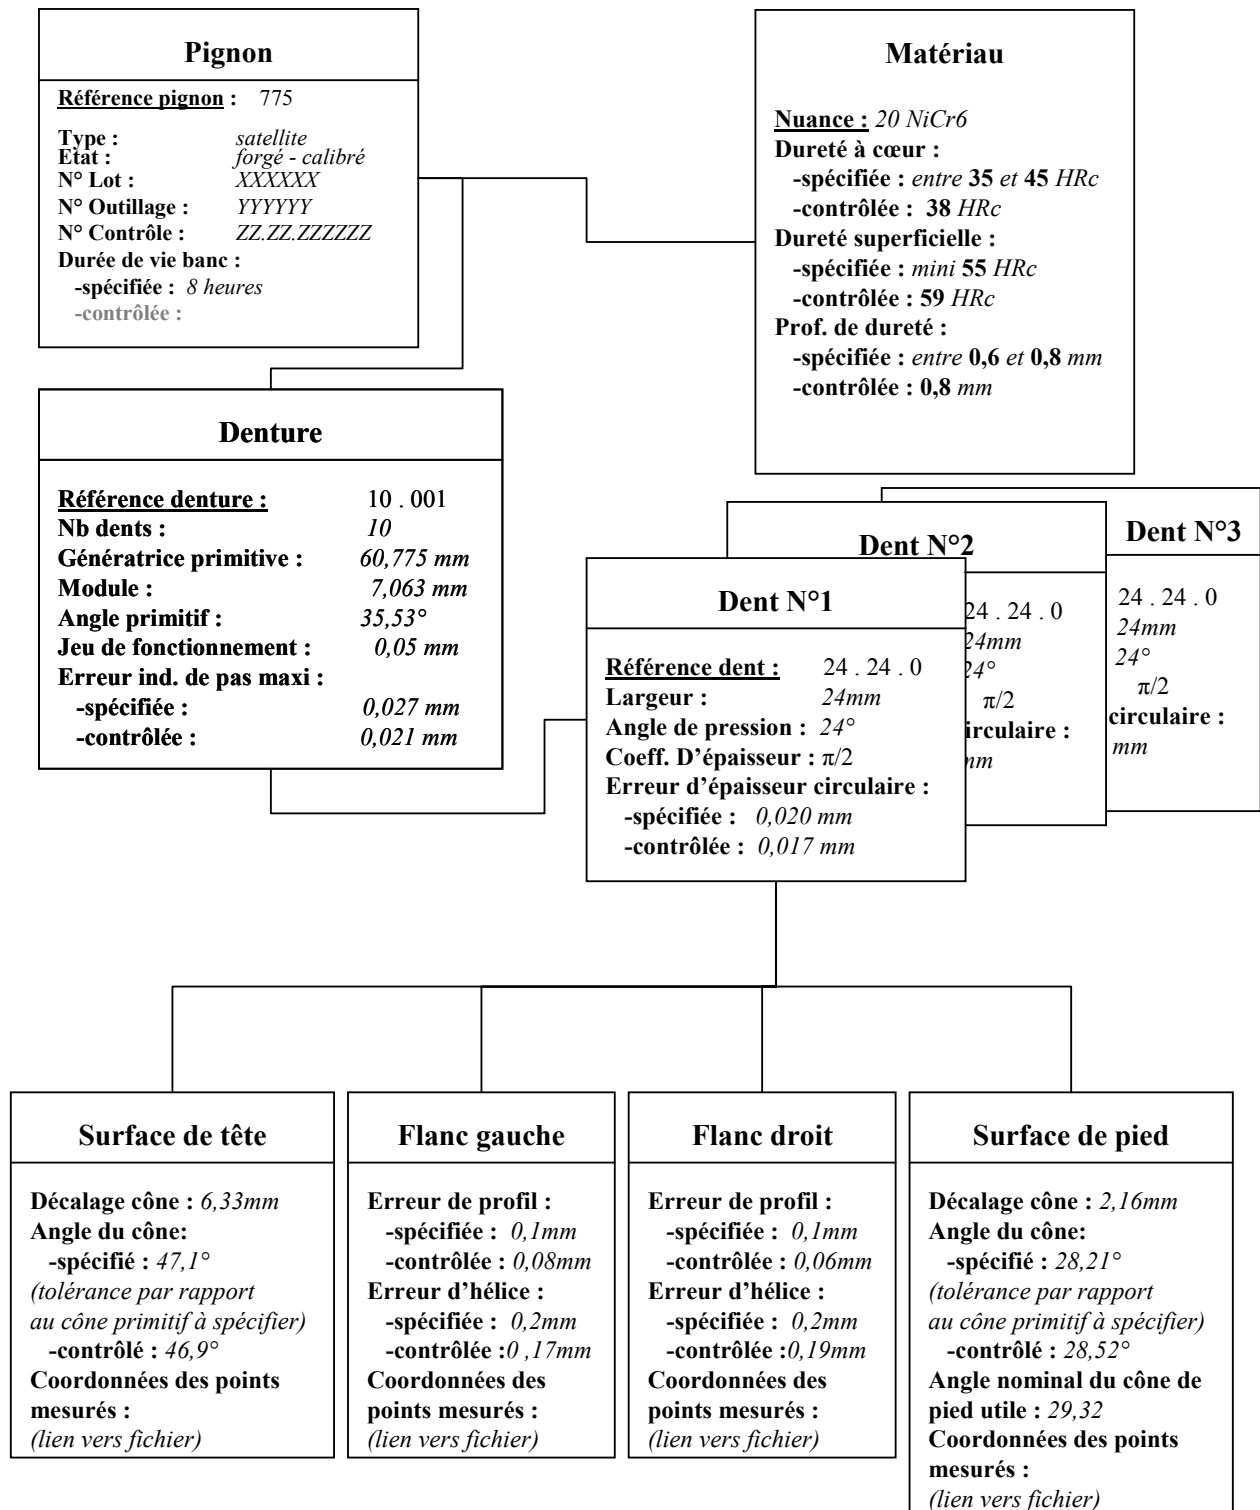 Pignon
Référence pignon : 775
Type : satellite
Etat : forgé - calibré
N° Lot : XXXXXX
N° Outillage : YYYYYY
N° Contrôle : ZZ.ZZ.ZZZZZZ
Durée de vie banc :
-spécifiée : 8 heures
-contrôlée :
Matériau
Nuance : 20 NiCr6
Dureté à cœur :
-spécifiée : entre 35 et 45 HRc
-contrôlée : 38 HRc
Dureté superficielle :
-spécifiée : mini 55 HRc
-contrôlée : 59 HRc
Prof. de dureté :
-spécifiée : entre 0,6 et 0,8 mm
-contrôlée : 0,8 mm
Denture
Référence denture : 10 . 001
Nb dents : 10
Génératrice primitive : 60,775 mm
Module : 7,063 mm
Angle primitif : 35,53°
Jeu de fonctionnement : 0,05 mm
Erreur ind. de pas maxi :
-spécifiée : 0,027 mm
-contrôlée : 0,021 mm
Dent N°1
Référence dent : 24 . 24 . 0
Largeur : 24mm
Angle de pression : 24°
Coeff. D’épaisseur : π/2
Erreur d’épaisseur circulaire :
-spécifiée : 0,020 mm
-contrôlée : 0,017 mm
Dent N°2
24 . 24 . 0
24mm
24°
π/2
irculaire :
mm
Dent N°3
24 . 24 . 0
24mm
24°
π/2
circulaire :
mm
Surface de tête
Décalage cône : 6,33mm
Angle du cône:
-spécifié : 47,1°
(tolérance par rapport
au cône primitif à spécifier)
-contrôlé : 46,9°
Coordonnées des points
mesurés :
(lien vers fichier)
Flanc gauche
Erreur de profil :
-spécifiée : 0,1mm
-contrôlée : 0,08mm
Erreur d’hélice :
-spécifiée : 0,2mm
-contrôlée :0 ,17mm
Coordonnées des
points mesurés :
(lien vers fichier)
Flanc droit
Erreur de profil :
-spécifiée : 0,1mm
-contrôlée : 0,06mm
Erreur d’hélice :
-spécifiée : 0,2mm
-contrôlée :0,19mm
Coordonnées des
points mesurés :
(lien vers fichier)
Surface de pied
Décalage cône : 2,16mm
Angle du cône:
-spécifié : 28,21°
(tolérance par rapport
au cône primitif à spécifier)
-contrôlé : 28,52°
Angle nominal du cône de
pied utile : 29,32
Coordonnées des points
mesurés :
(lien vers fichier)